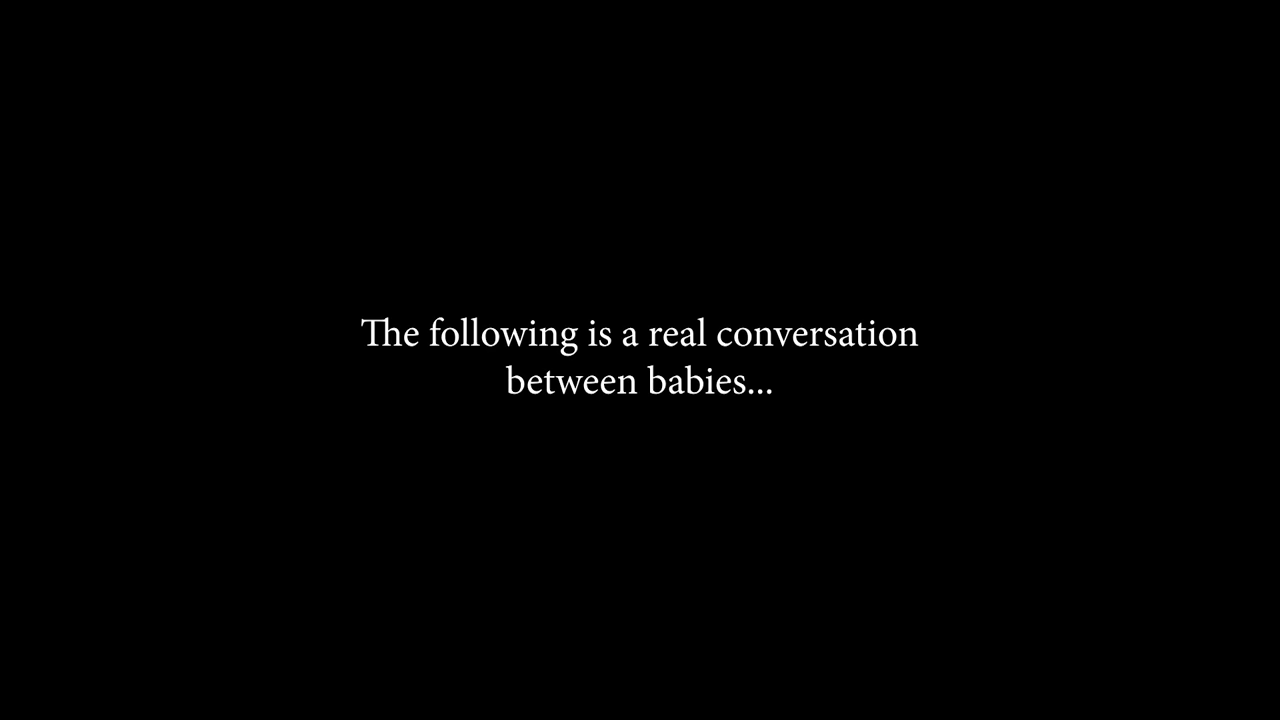 The following is a real conversation
between babies...